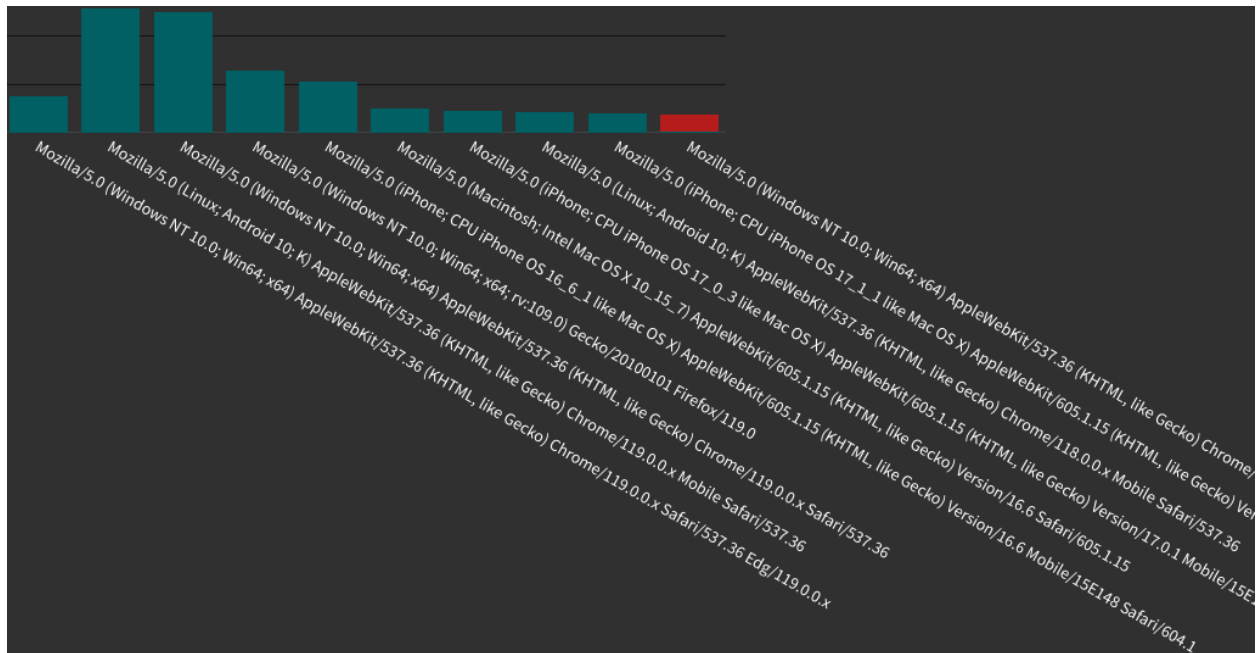 Mozilla/5.0 (Windows NT 10.0; Win64; x64) AppleWebKit/537.36 (KHTML, like Gecko) Chrome/119.0.0.x Safari/537.36 Edg/119.0.0.x
Mozilla/5.0 (Linux; Android 10; K) AppleWebKit/537.36 (KHTML, like Gecko) Chrome/119.0.0.x Mobile Safari/537.36
Mozilla/5.0 (Windows NT 10.0; Win64; x64) AppleWebKit/537.36 (KHTML, like Gecko) Chrome/119.0.0.x Safari/537.36
Mozilla/5.0 (Windows NT 10.0; Win64; x64; rv:109.0) Gecko/20100101 Firefox/119.0
Mozilla/5.0 (iPhone; CPU iPhone OS 16_6_1 like Mac OS X) AppleWebKit/605.1.15 (KHTML, like Gecko) Version/16.6 Mobile/15E148 Safari/604.1
Mozilla/5.0 (Macintosh; Intel Mac OS X 10_15_7) AppleWebKit/605.1.15 (KHTML, like Gecko) Version/16.6 Safari/605.1.15
Mozilla/5.0 (iPhone; CPU iPhone OS 17_0_3 like Mac OS X) AppleWebKit/605.1.15 (KHTML, like Gecko) Version/17.0.1 Mobile/15E1
Mozilla/5.0 (Linux; Android 10; K) AppleWebKit/537.36 (KHTML, like Gecko) Chrome/118.0.0.x Mobile Safari/537.36
Mozilla/5.0 (iPhone; CPU iPhone OS 17_1_1 like Mac OS X) AppleWebKit/605.1.15 (KHTML, like Gecko) Ver
Mozilla/5.0 (Windows NT 10.0; Win64; x64) AppleWebKit/537.36 (KHTML, like Gecko) Chrome/